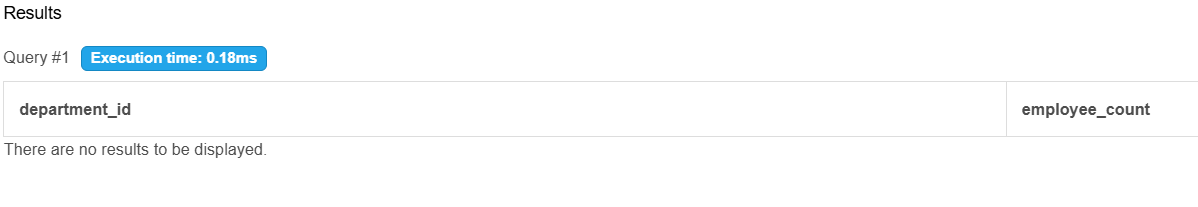 Results
Query #1 Execution time: 0.18ms
department_id employee_count
There are no results to be displayed.